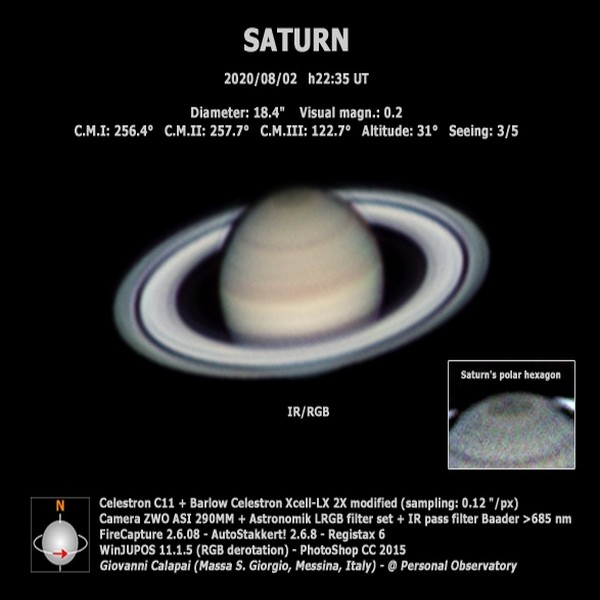 SATURN
2020/08/02 h22:35 UT
Diameter: 18.4" Visual magn.: 0.2
C.M.I: 256.4° C.M.II: 257.7° C.M.III: 122.7° Altitude: 31° Seeing: 3/5
Saturn's polar hexagon
IR/RGB
N
Celestron C11 + Barlow Celestron Xcell-LX 2X modified (sampling: 0.12 "/px)
Camera ZWO ASI 290MM + Astronomik LRGB filter set + IR pass filter Baader >685 nm
FireCapture 2.6.08 - AutoStakkert! 2.6.8 - Registax 6
WinJUPOS 11.1.5 (RGB derotation) - PhotoShop CC 2015
Giovanni Calapai (Massa S. Giorgio, Messina, Italy) - @ Personal Observatory